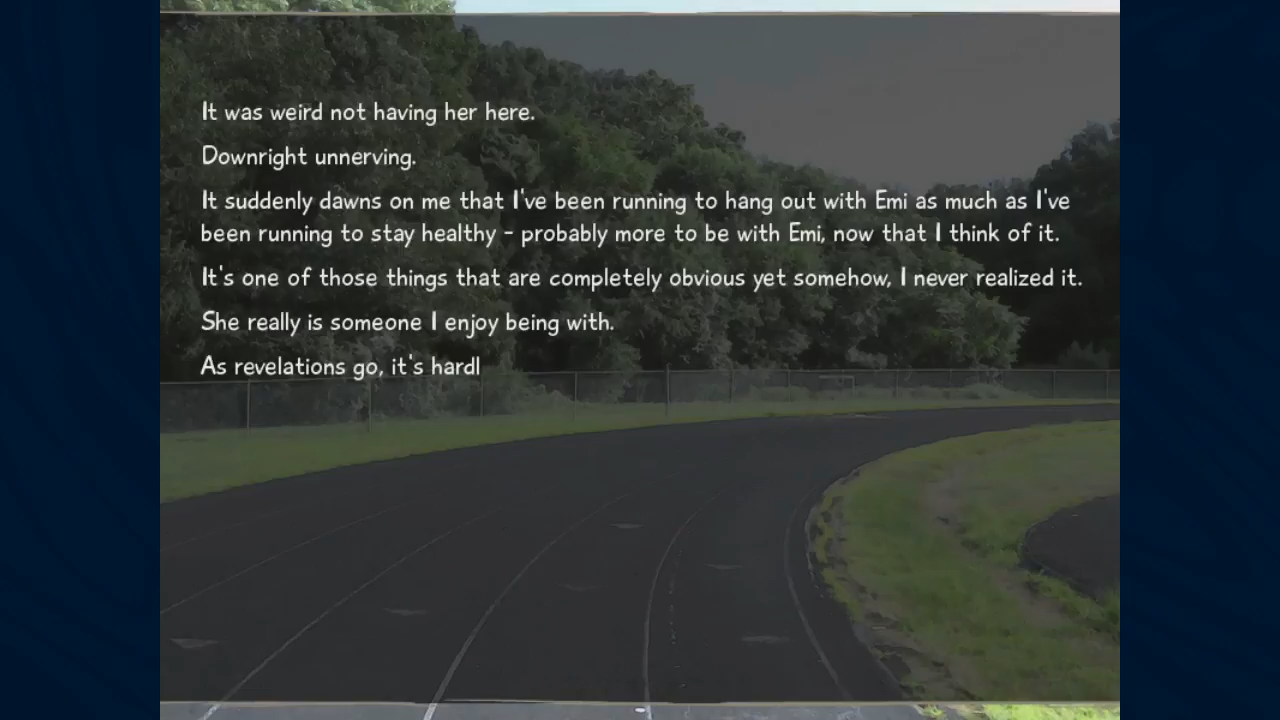 It was weird not having her here.
Downright unnerving.
It suddenly dawns on me that I've been running to hang out with Emi as much as I've
been running to stay healthy – probably more to be with Emi, now that I think of it.
It's one of those things that are completely obvious yet somehow, I never realized it.
She really is someone I enjoy being with.
As revelations go, it's hardl